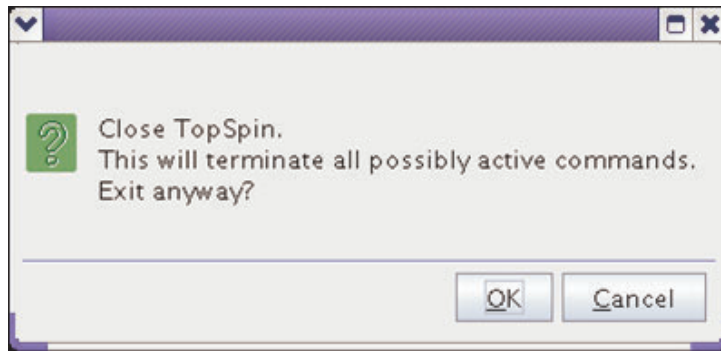 Close TopSpin.
This will terminate all possibly active commands.
Exit anyway?
OK
Cancel